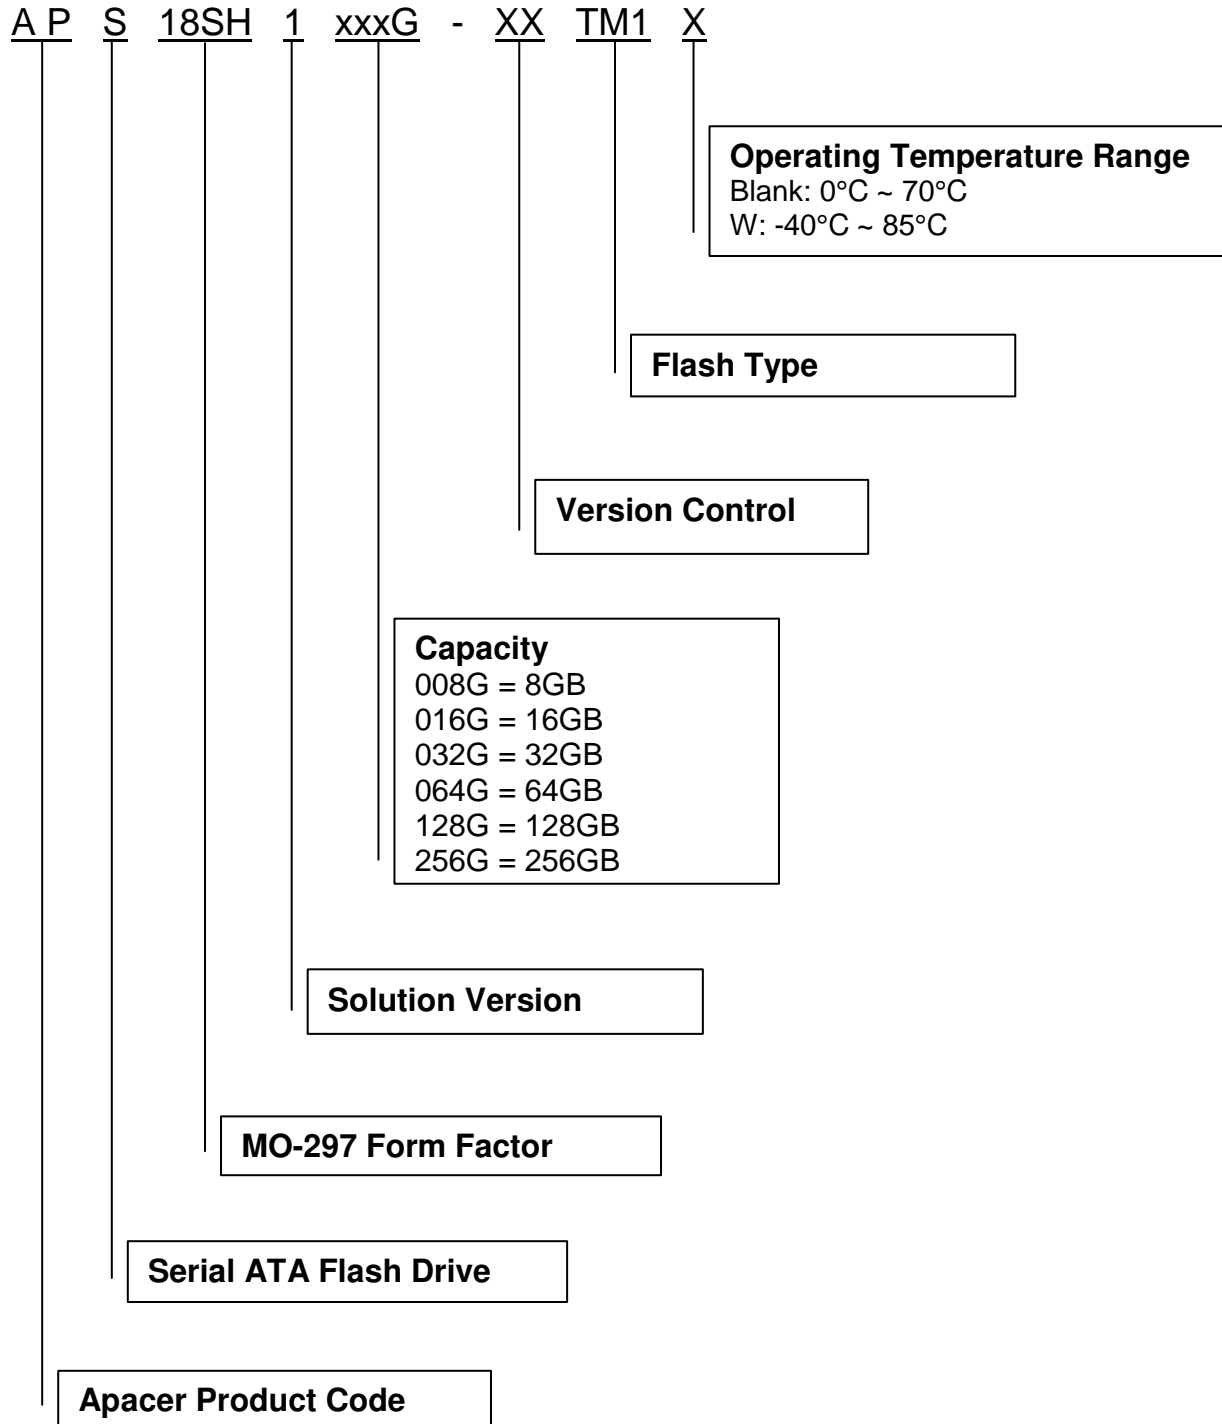 A P S 18SH 1 xxxG - XX TM1 X
Operating Temperature Range
Blank: 0°C ~ 70°C
W: -40°C ~ 85°C
Flash Type
Version Control
Capacity
008G = 8GB
016G = 16GB
032G = 32GB
064G = 64GB
128G = 128GB
256G = 256GB
Solution Version
MO-297 Form Factor
Serial ATA Flash Drive
Apacer Product Code